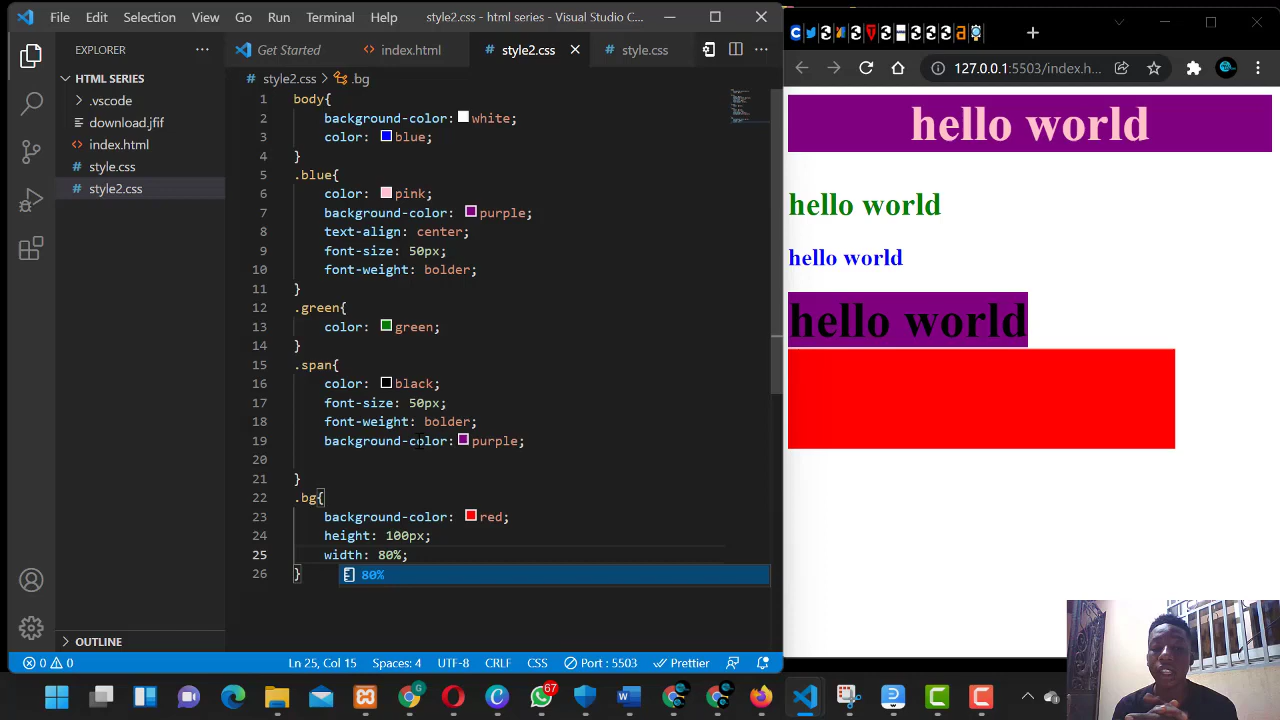 File Edit Selection View Go Run Terminal Help style2.css - html series - Visual Studio C...
EXPLORER
HTML SERIES
.vscode
download.jfif
index.html
style.css
style2.css
OUTLINE
Get Started index.html style2.css style.css
style2.css > .bg
1 body{
2 background-color: white;
3 color: blue;
4 }
5 .blue{
6 color: pink;
7 background-color: purple;
8 text-align: center;
9 font-size: 50px;
10 font-weight: bolder;
11 }
12 .green{
13 color: green;
14 }
15 .span{
16 color: black;
17 font-size: 50px;
18 font-weight: bolder;
19 background-color: purple;
20
21 }
22 .bg{
23 background-color: red;
24 height: 100px;
25 width: 80%;
26 }
80%
0 0 Ln 25, Col 15 Spaces: 4 UTF-8 CRLF CSS Port : 5503 Prettier
127.0.0.1:5503/index.h...
hello world
hello world
hello world
hello world
6 67